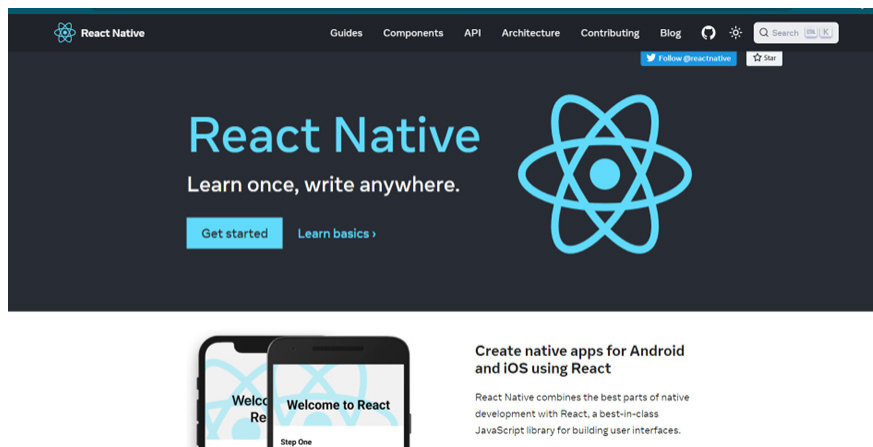 React Native
Guides Components API Architecture Contributing Blog
Search K
Follow @reactnative
Star
React Native
Learn once, write anywhere.
Get started
Learn basics ›
Welcome to React
Step One
Create native apps for Android
and iOS using React
React Native combines the best parts of native
development with React, a best-in-class
JavaScript library for building user interfaces.